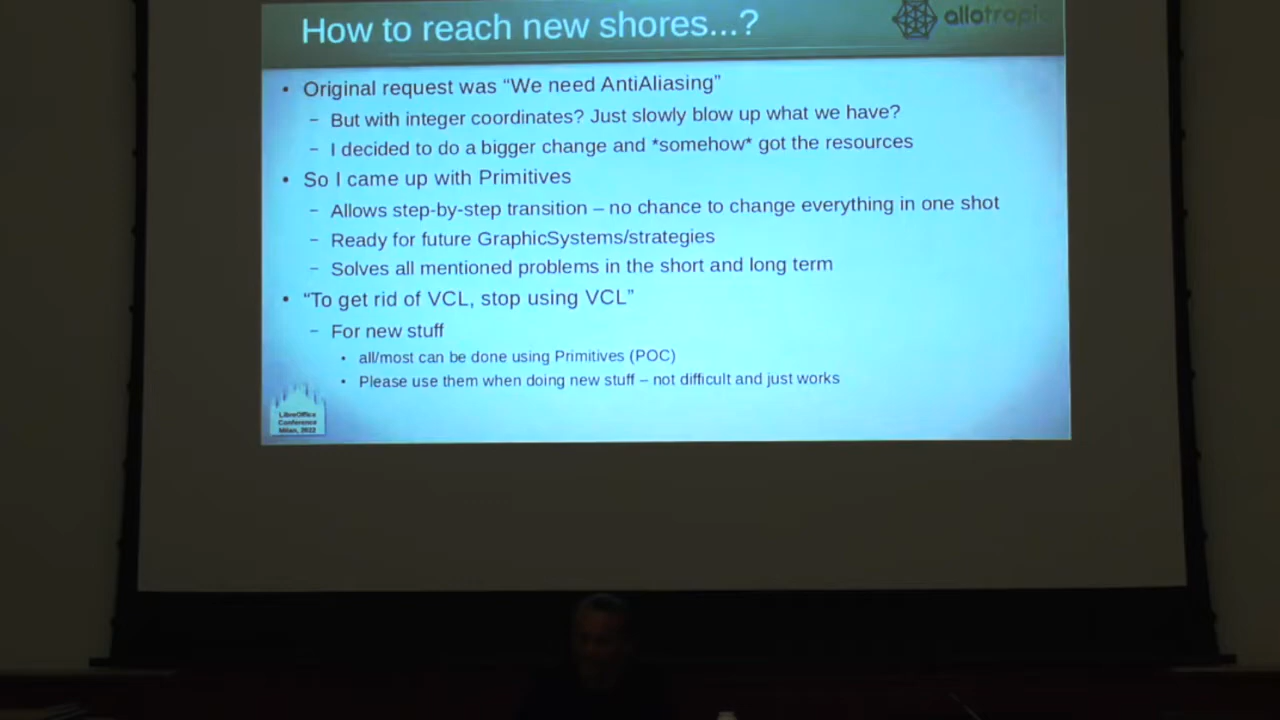 How to reach new shores...?
allotropia
• Original request was “We need AntiAliasing”
– But with integer coordinates? Just slowly blow up what we have?
– I decided to do a bigger change and *somehow* got the resources
• So I came up with Primitives
– Allows step-by-step transition – no chance to change everything in one shot
– Ready for future GraphicSystems/strategies
– Solves all mentioned problems in the short and long term
• “To get rid of VCL, stop using VCL”
– For new stuff
• all/most can be done using Primitives (POC)
• Please use them when doing new stuff – not difficult and just works
LibreOffice
Conference
Milan, 2022